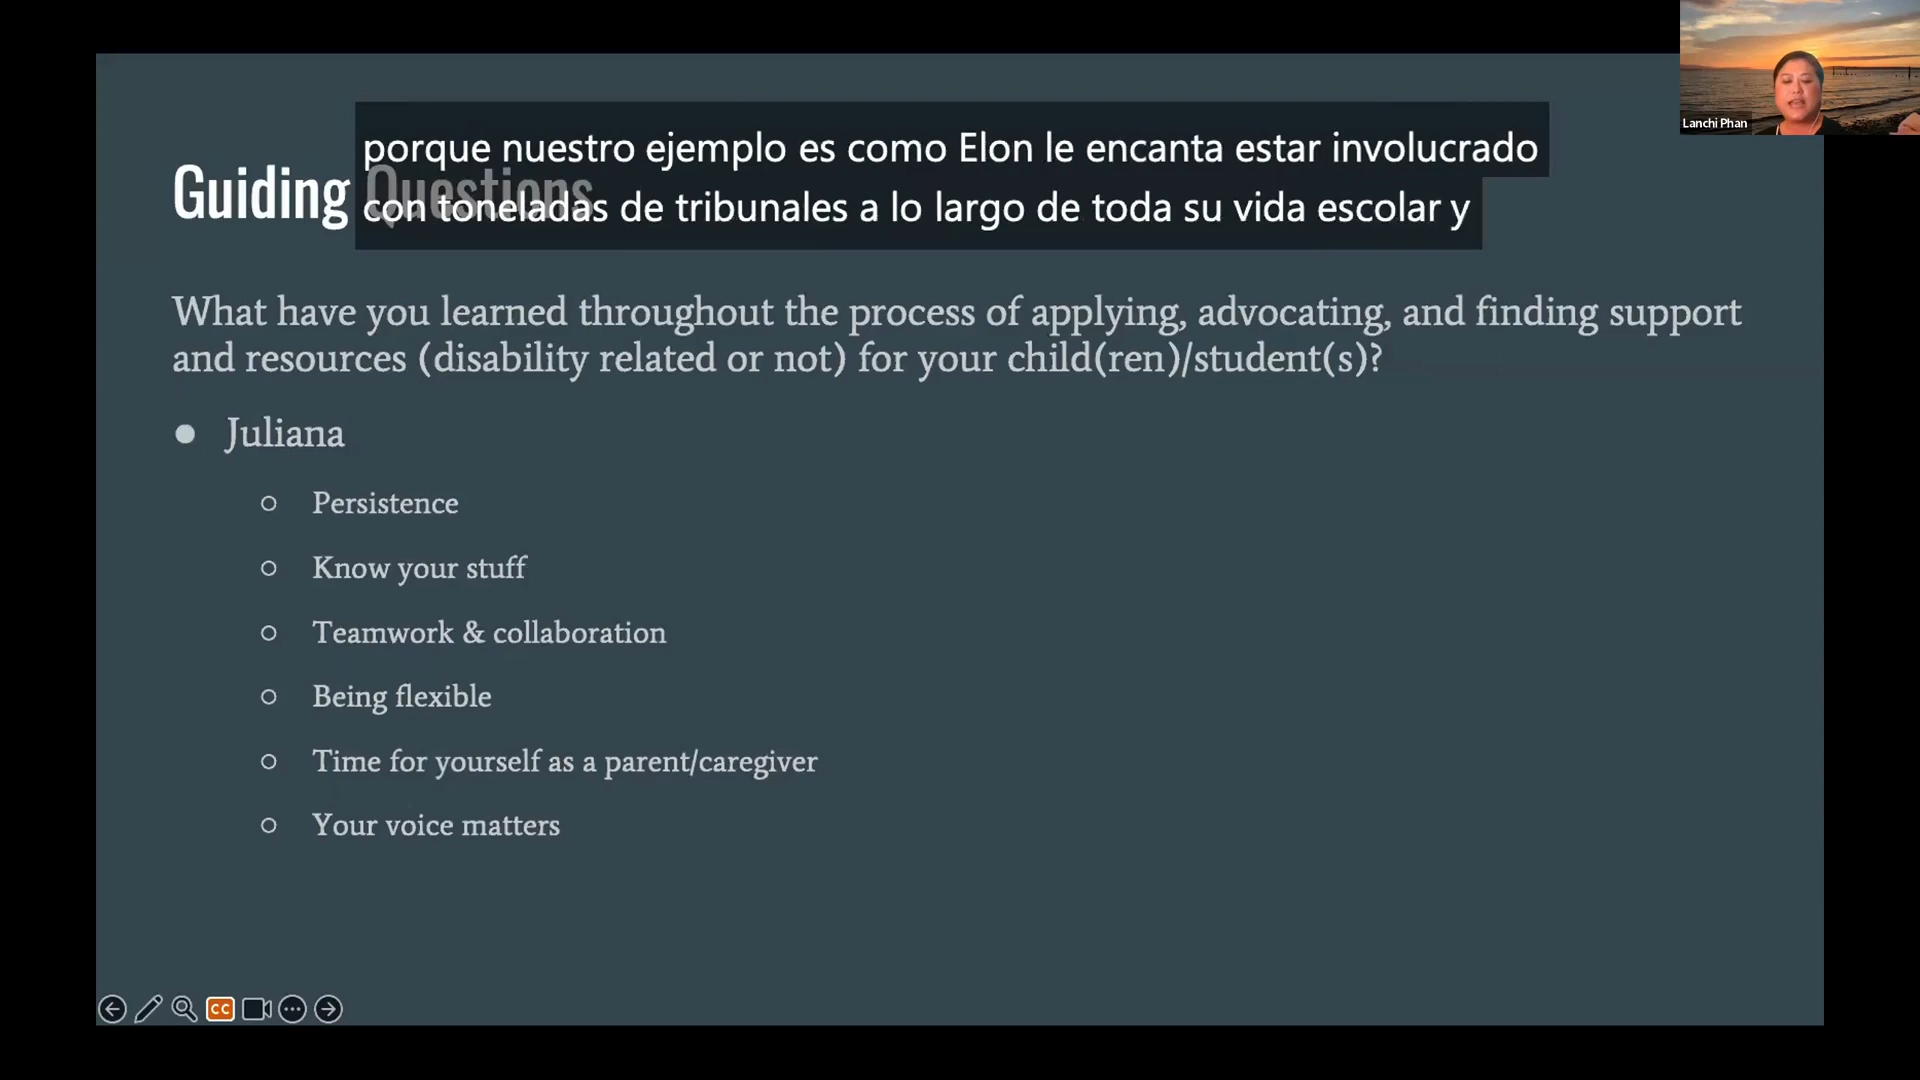 Lanchi Phan
porque nuestro ejemplo es como Elon le encanta estar involucrado
con toneladas de tribunales a lo largo de toda su vida escolar y
Guiding Questions
What have you learned throughout the process of applying, advocating, and finding support
and resources (disability related or not) for your child(ren)/student(s)?
Juliana
Persistence
Know your stuff
Teamwork & collaboration
Being flexible
Time for yourself as a parent/caregiver
Your voice matters
CC